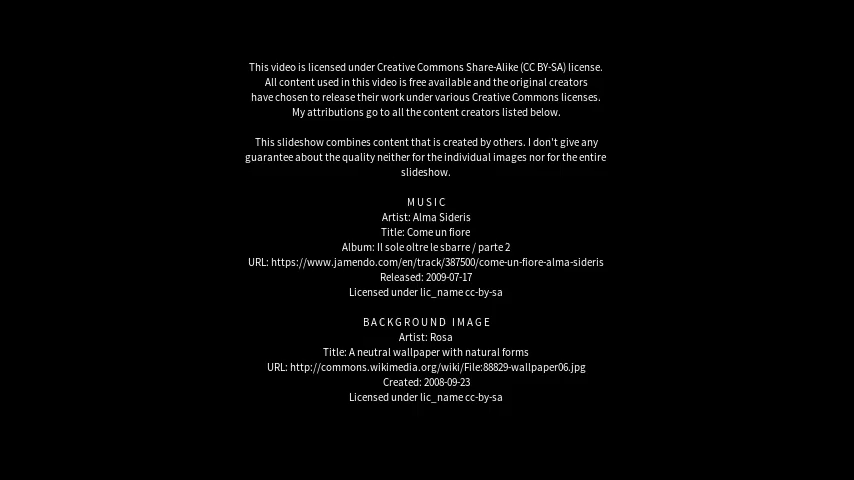 This video is licensed under Creative Commons Share-Alike (CC BY-SA) license.
All content used in this video is free available and the original creators
have chosen to release their work under various Creative Commons licenses.
My attributions go to all the content creators listed below.
This slideshow combines content that is created by others. I don't give any
guarantee about the quality neither for the individual images nor for the entire
slideshow.
MUSIC
Artist: Alma Sideris
Title: Come un fiore
Album: Il sole oltre le sbarre / parte 2
URL: https://www.jamendo.com/en/track/387500/come-un-fiore-alma-sideris
Released: 2009-07-17
Licensed under lic_name cc-by-sa
BACKGROUND IMAGE
Artist: Rosa
Title: A neutral wallpaper with natural forms
URL: http://commons.wikimedia.org/wiki/File:88829-wallpaper06.jpg
Created: 2008-09-23
Licensed under lic_name cc-by-sa